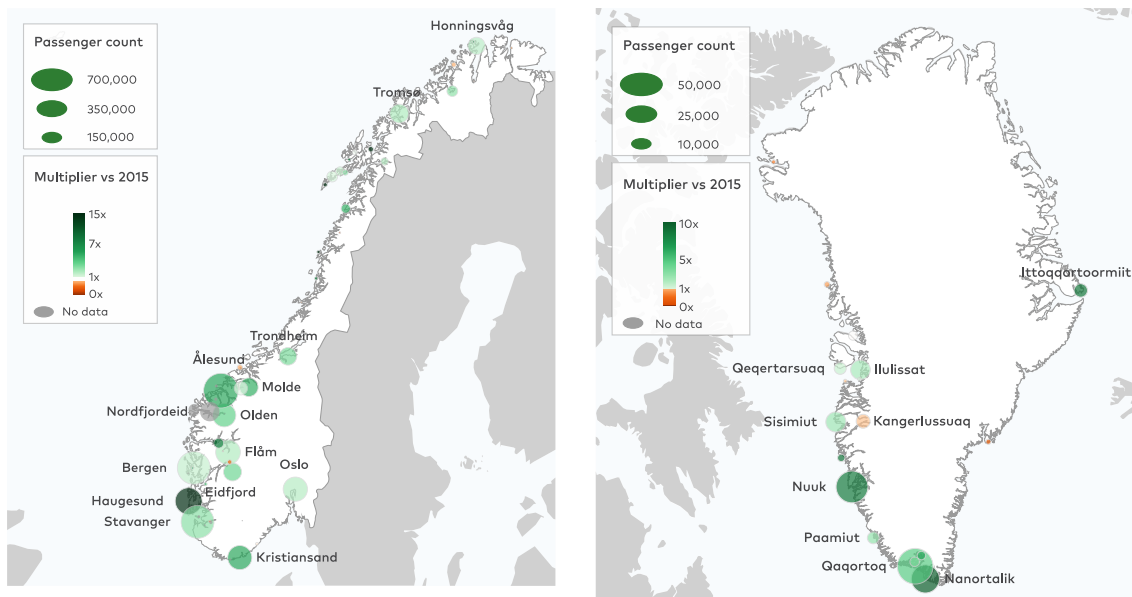 Passenger count
700,000
350,000
150,000
Multiplier vs 2015
15x
7x
1x
0x
No data
Honningsvåg
Tromsø
Trondheim
Ålesund
Molde
Nordfjordeid
Olden
Flåm
Bergen
Oslo
Eidfjord
Haugesund
Stavanger
Kristiansand
Passenger count
50,000
25,000
10,000
Multiplier vs 2015
10x
5x
1x
0x
No data
Ittoqqortoormiit
Qeqertarsuaq
Ilulissat
Sisimiut
Kangerlussuaq
Nuuk
Paamiut
Qaqortoq
Nanortalik